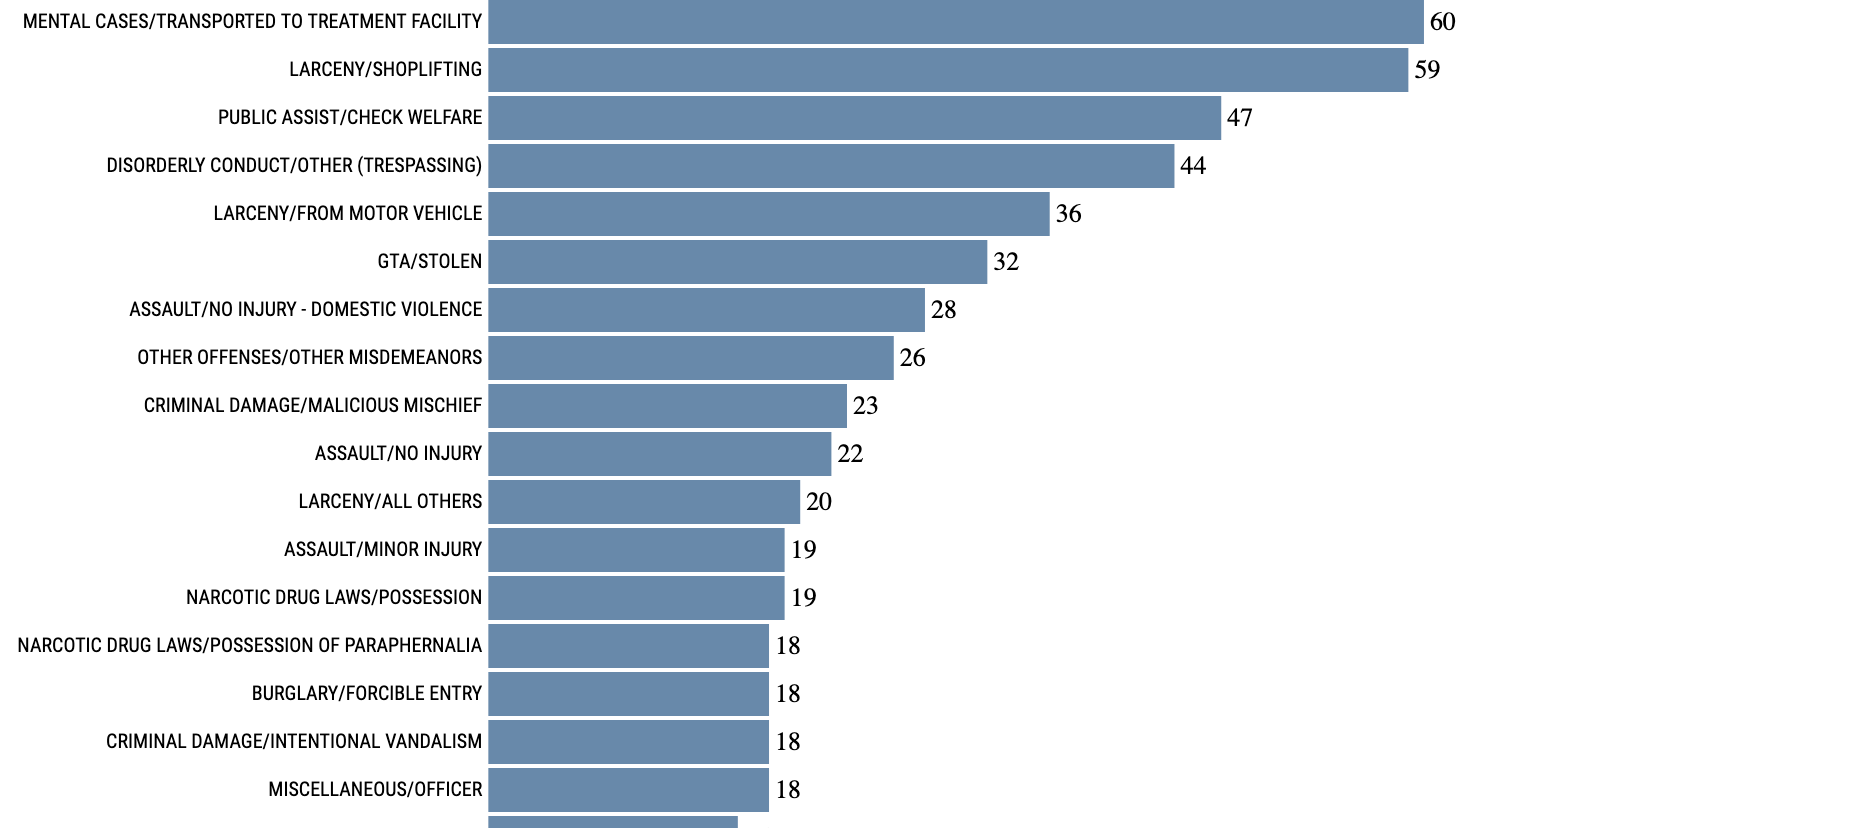 MENTAL CASES/TRANSPORTED TO TREATMENT FACILITY 60
LARCENY/SHOPLIFTING 59
PUBLIC ASSIST/CHECK WELFARE 47
DISORDERLY CONDUCT/OTHER (TRESPASSING) 44
LARCENY/FROM MOTOR VEHICLE 36
GTA/STOLEN 32
ASSAULT/NO INJURY - DOMESTIC VIOLENCE 28
OTHER OFFENSES/OTHER MISDEMEANORS 26
CRIMINAL DAMAGE/MALICIOUS MISCHIEF 23
ASSAULT/NO INJURY 22
LARCENY/ALL OTHERS 20
ASSAULT/MINOR INJURY 19
NARCOTIC DRUG LAWS/POSSESSION 19
NARCOTIC DRUG LAWS/POSSESSION OF PARAPHERNALIA 18
BURGLARY/FORCIBLE ENTRY 18
CRIMINAL DAMAGE/INTENTIONAL VANDALISM 18
MISCELLANEOUS/OFFICER 18